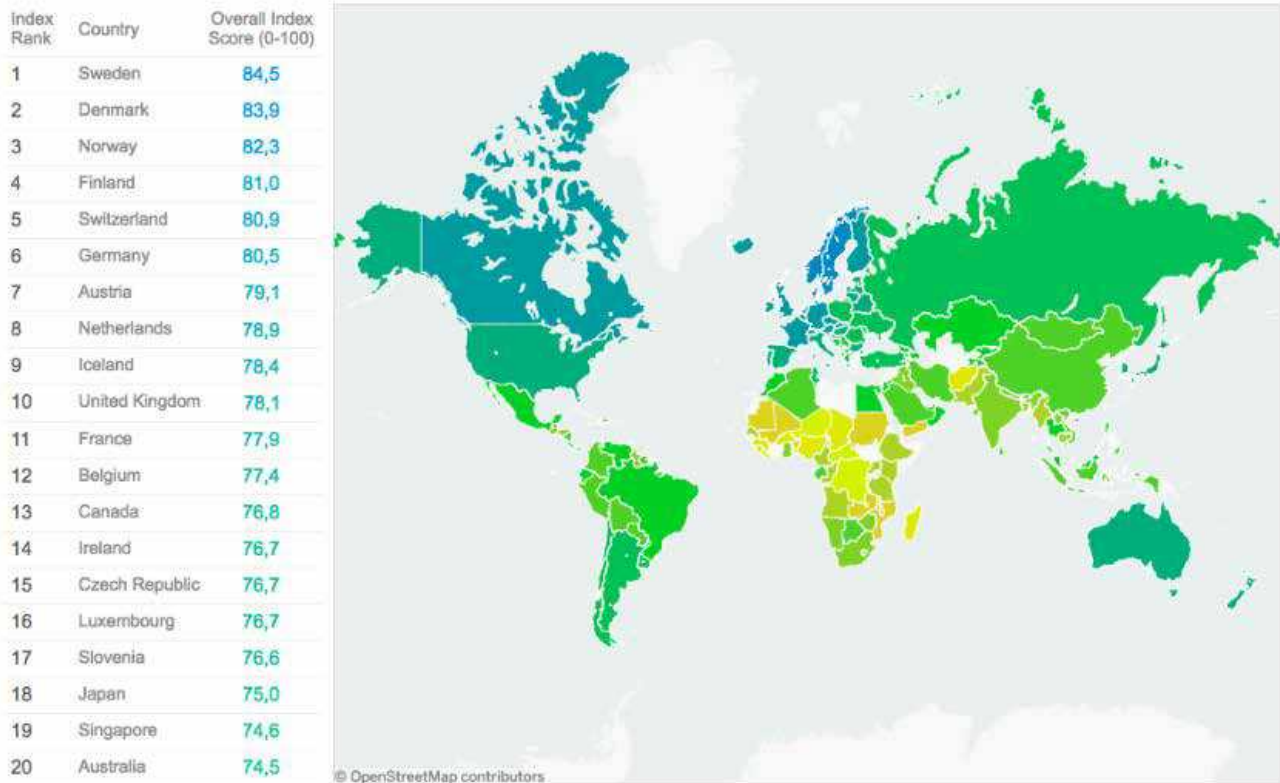 Index Rank Country Overall Index Score (0-100)
1 Sweden 84,5
2 Denmark 83,9
3 Norway 82,3
4 Finland 81,0
5 Switzerland 80,9
6 Germany 80,5
7 Austria 79,1
8 Netherlands 78,9
9 Iceland 78,4
10 United Kingdom 78,1
11 France 77,9
12 Belgium 77,4
13 Canada 76,8
14 Ireland 76,7
15 Czech Republic 76,7
16 Luxembourg 76,7
17 Slovenia 76,6
18 Japan 75,0
19 Singapore 74,6
20 Australia 74,5
© OpenStreetMap contributors